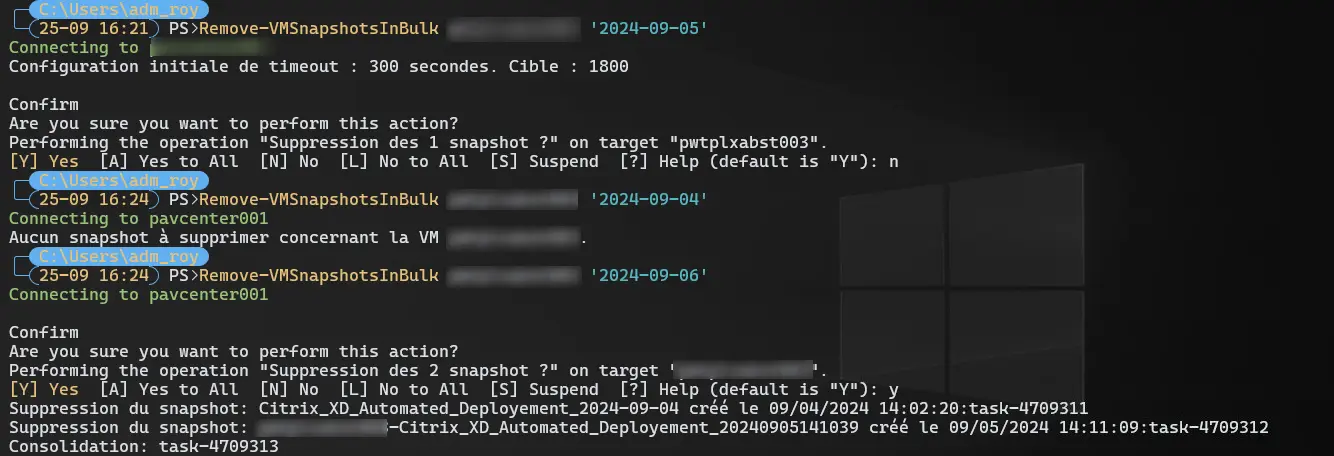 C:\Users\adm_roy
25-09 16:21 PS>Remove-VMSnapshotsInBulk '2024-09-05'
Connecting to
Configuration initiale de timeout : 300 secondes. Cible : 1800
Confirm
Are you sure you want to perform this action?
Performing the operation "Suppression des 1 snapshot ?" on target "pwtplxabst003".
[Y] Yes [A] Yes to All [N] No [L] No to All [S] Suspend [?] Help (default is "Y"): n
C:\Users\adm_roy
25-09 16:24 PS>Remove-VMSnapshotsInBulk '2024-09-04'
Connecting to pavcenter001
Aucun snapshot à supprimer concernant la VM .
C:\Users\adm_roy
25-09 16:24 PS>Remove-VMSnapshotsInBulk '2024-09-06'
Connecting to pavcenter001
Confirm
Are you sure you want to perform this action?
Performing the operation "Suppression des 2 snapshot ?" on target " ".
[Y] Yes [A] Yes to All [N] No [L] No to All [S] Suspend [?] Help (default is "Y"): y
Suppression du snapshot: Citrix_XD_Automated_Deployement_2024-09-04 créé le 09/04/2024 14:02:20:task-4709311
Suppression du snapshot: -Citrix_XD_Automated_Deployement_20240905141039 créé le 09/05/2024 14:11:09:task-4709312
Consolidation: task-4709313